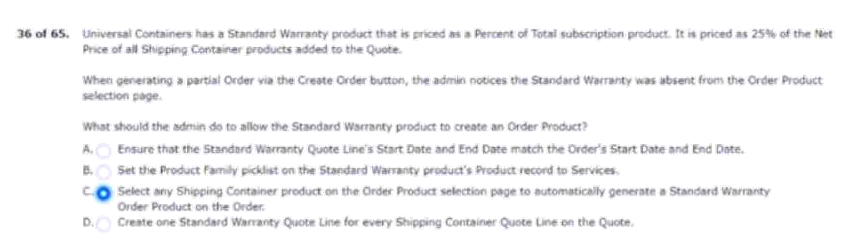 36 of 65. Universal Containers has a Standard Warranty product that is priced as a Percent of Total subscription product. It is priced as 25% of the Net
Price of all Shipping Container products added to the Quote.
When generating a partial Order via the Create Order button, the admin notices the Standard Warranty was absent from the Order Product
selection page.
What should the admin do to allow the Standard Warranty product to create an Order Product?
A. Ensure that the Standard Warranty Quote Line's Start Date and End Date match the Order's Start Date and End Date.
B. Set the Product Family picklist on the Standard Warranty product's Product record to Services.
C. Select any Shipping Container product on the Order Product selection page to automatically generate a Standard Warranty
Order Product on the Order.
D. Create one Standard Warranty Quote Line for every Shipping Container Quote Line on the Quote.